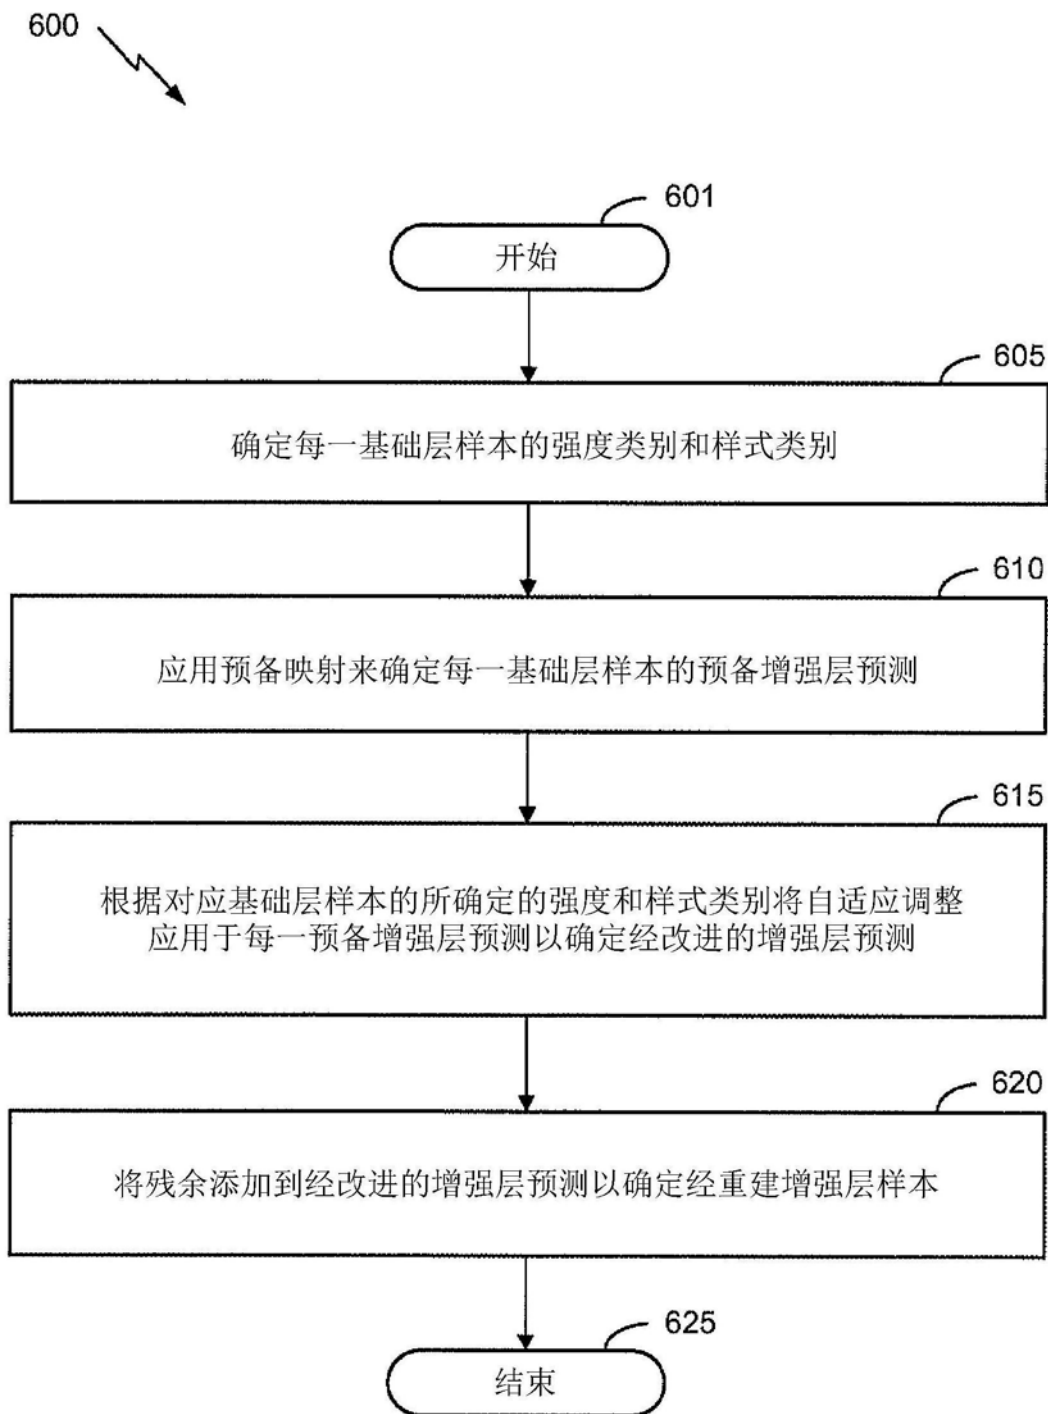 600
601
开始
605
确定每一基础层样本的强度类别和样式类别
610
应用预备映射来确定每一基础层样本的预备增强层预测
615
根据对应基础层样本的所确定的强度和样式类别将自适应调整
应用于每一预备增强层预测以确定经改进的增强层预测
620
将残余添加到经改进的增强层预测以确定经重建增强层样本
625
结束